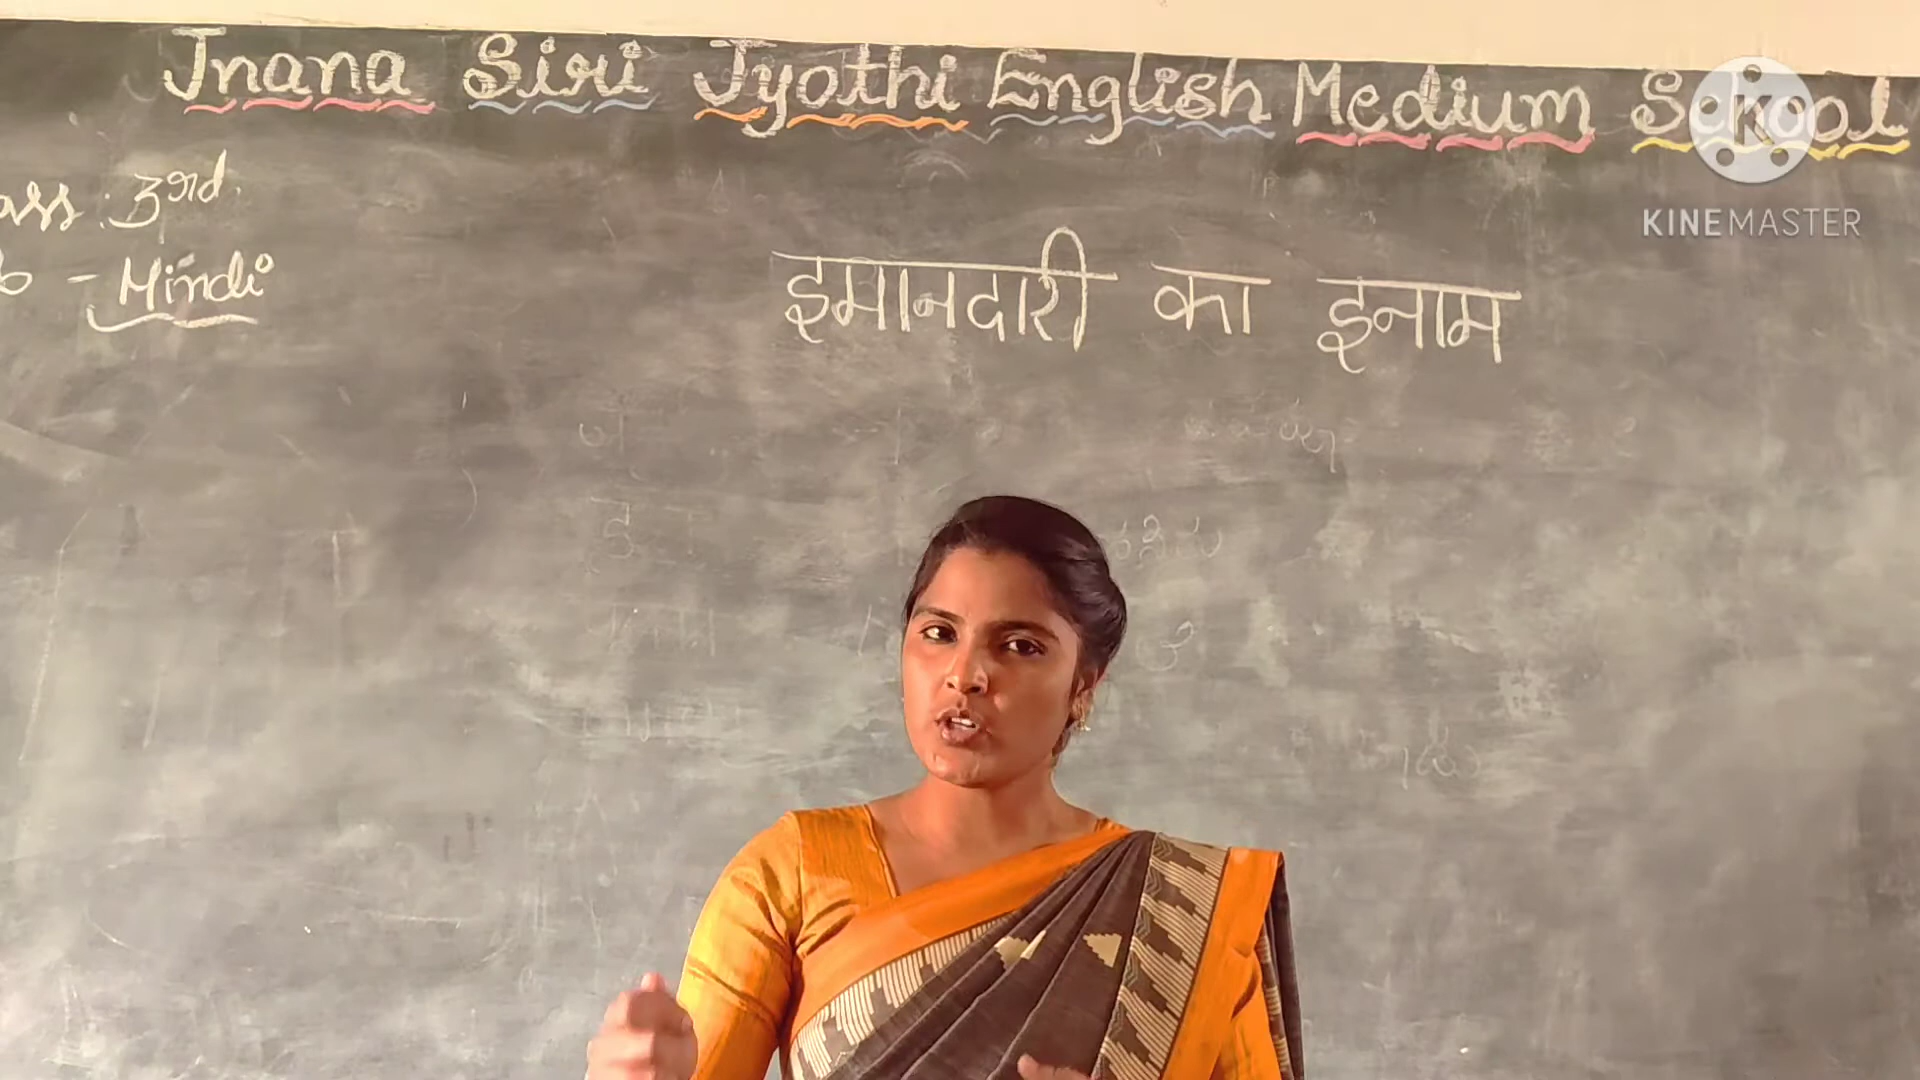 Jnana Siri Jyothi English Medium School
K
KINEMASTER
ass : 3rd.
b - Hindi
इमानदारी का इनाम